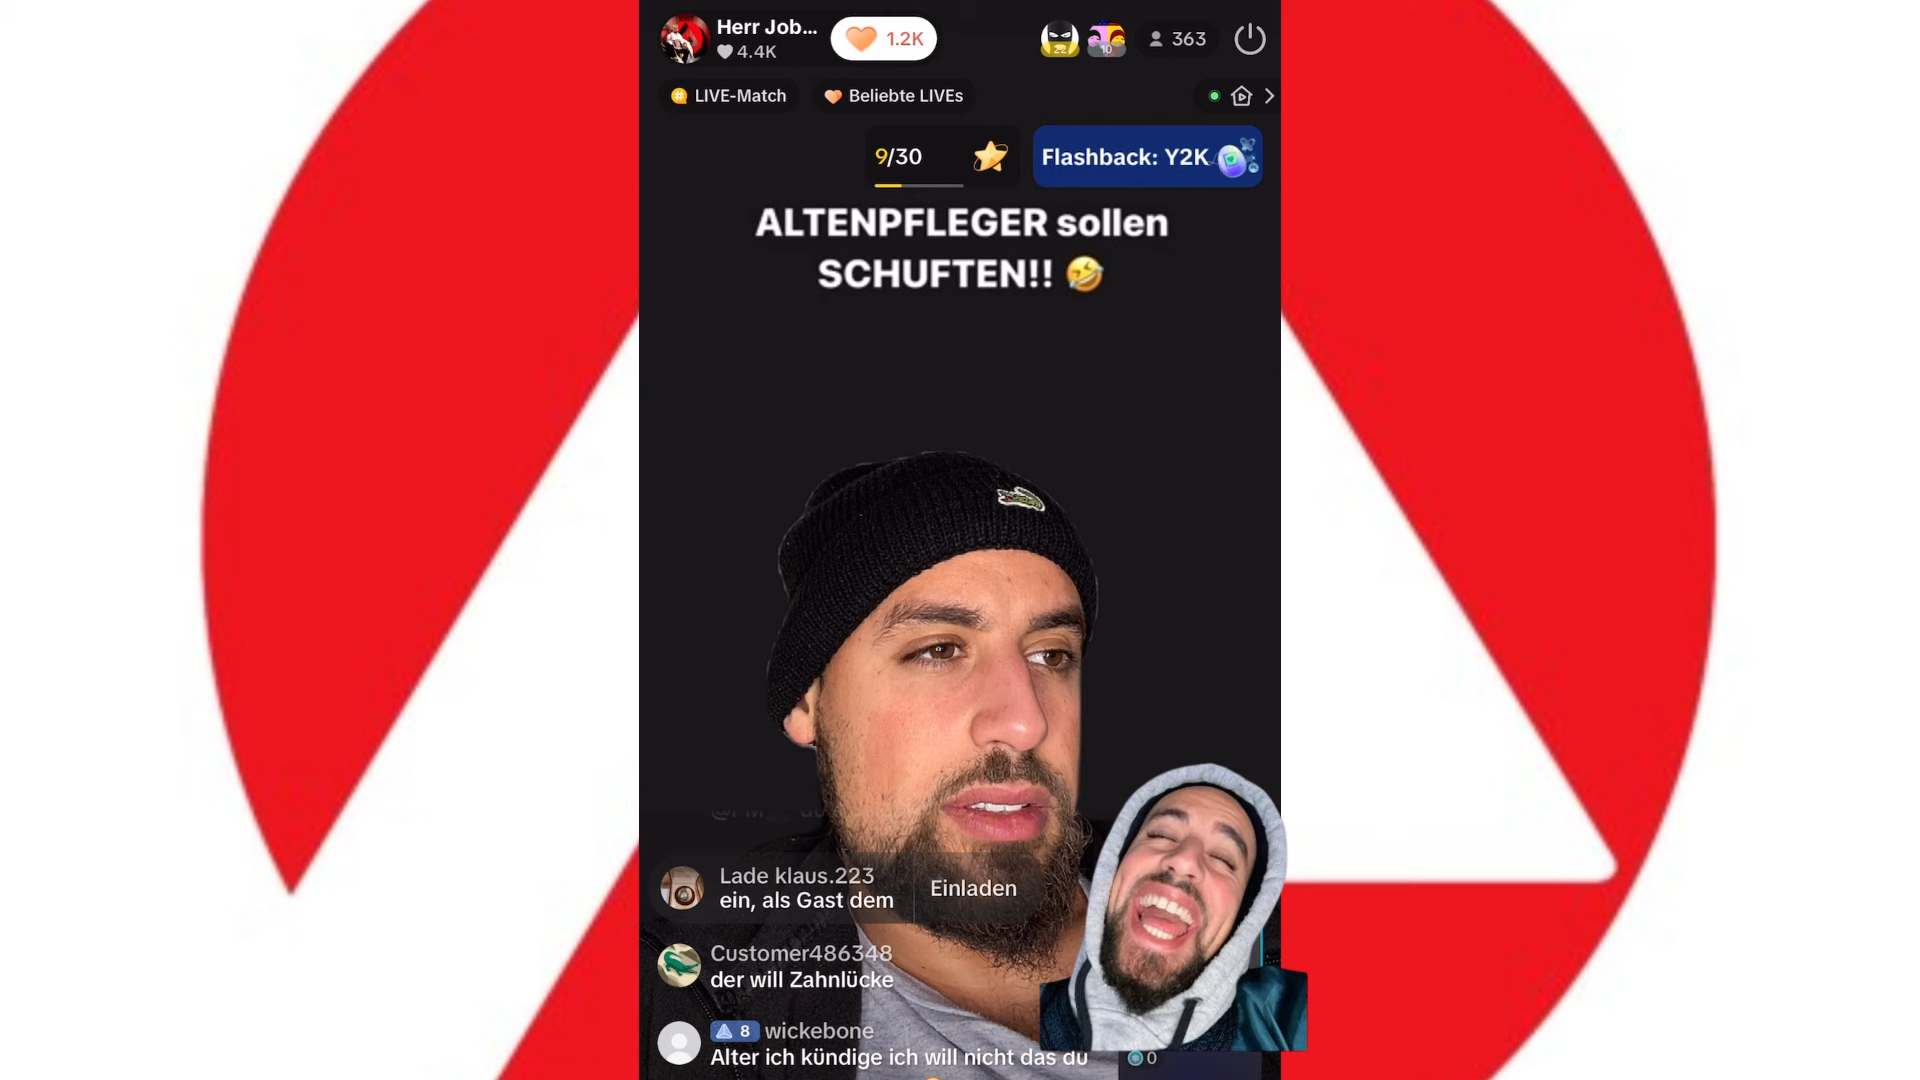 Herr Job...
4.4K
1.2K
22
10
363
LIVE-Match
Beliebte LIVEs
9/30
Flashback: Y2K
ALTENPFLEGER sollen
SCHUFTEN!! 🤣
Lade klaus.223
ein, als Gast dem
Einladen
Customer486348
der will Zahnlücke
8 wickebone
Alter ich kündige ich will nicht das du
0